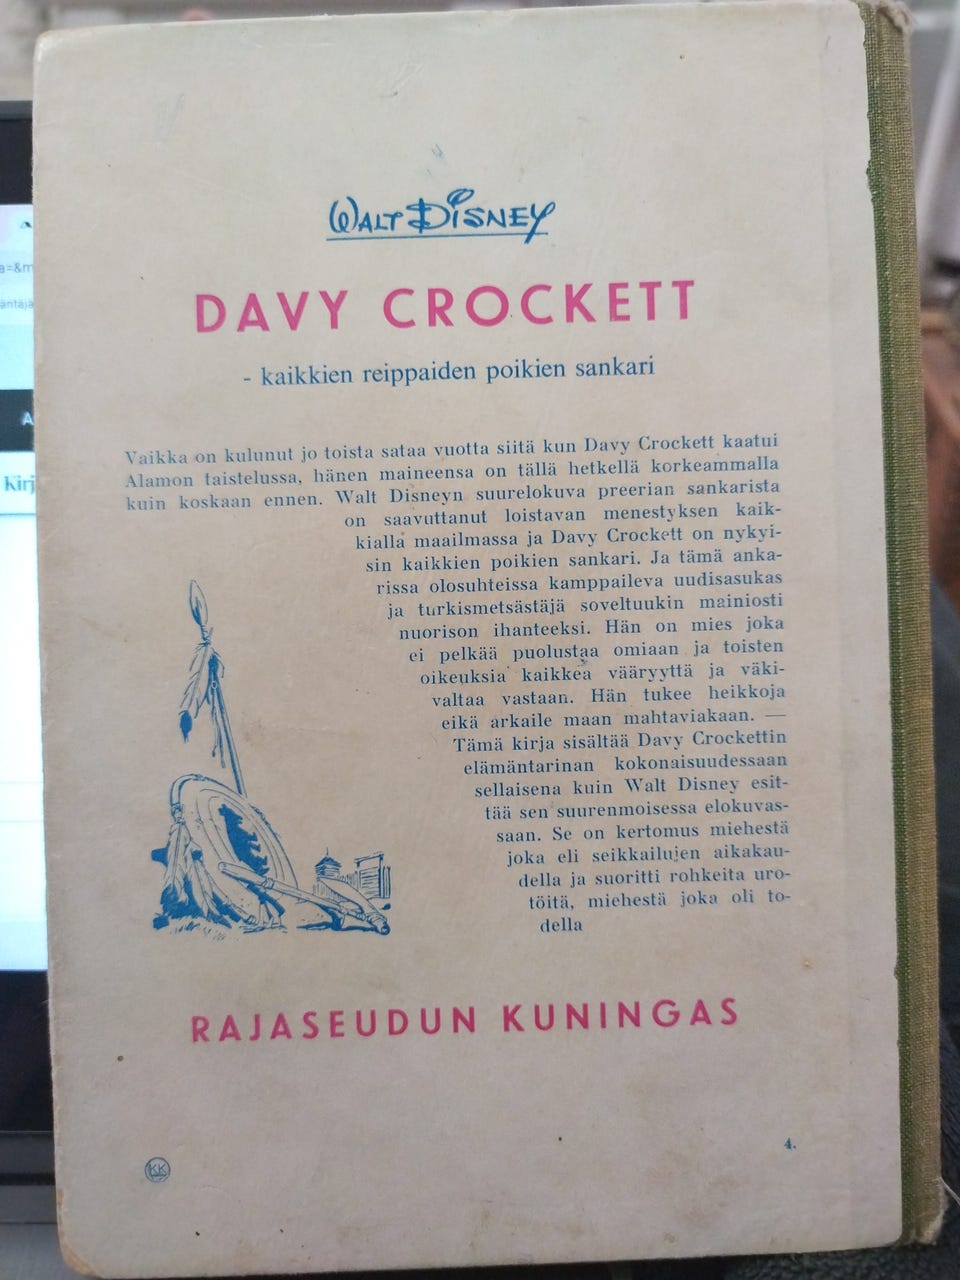 WALT DISNEY
DAVY CROCKETT
- kaikkien reippaiden poikien sankari
Vaikka on kulunut jo toista sataa vuotta siitä kun Davy Crockett kaatui
Alamon taistelussa, hänen maineensa on tällä hetkellä korkeammalla
kuin koskaan ennen. Walt Disneyn suurelokuva preerian sankarista
on saavuttanut loistavan menestyksen kaik-
kialla maailmassa ja Davy Crockett on nykyi-
sin kaikkien poikien sankari. Ja tämä anka-
rissa olosuhteissa kamppaileva uudisasukas
ja turkismetsästäjä soveltuukin mainiosti
nuorison ihanteeksi. Hän on mies joka
ei pelkää puolustaa omiaan ja toisten
oikeuksia kaikkea vääryyttä ja väki-
valtaa vastaan. Hän tukee heikkoja
eikä arkaile maan mahtaviakaan. —
Tämä kirja sisältää Davy Crockettin
elämäntarinan kokonaisuudessaan
sellaisena kuin Walt Disney esit-
tää sen suurenmoisessa elokuvas-
saan. Se on kertomus miehestä
joka eli seikkailujen aikakau-
della ja suoritti rohkeita uro-
töitä, miehestä joka oli to-
della
RAJASEUDUN KUNINGAS
4.
KK
Kirj